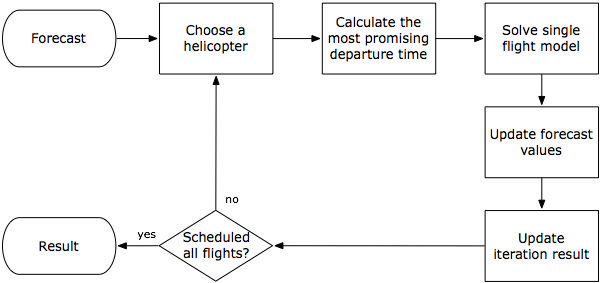 Forecast
Choose a
helicopter
Calculate the
most promising
departure time
Solve single
flight model
Update forecast
values
Update
iteration result
Scheduled
all flights?
no
yes
Result